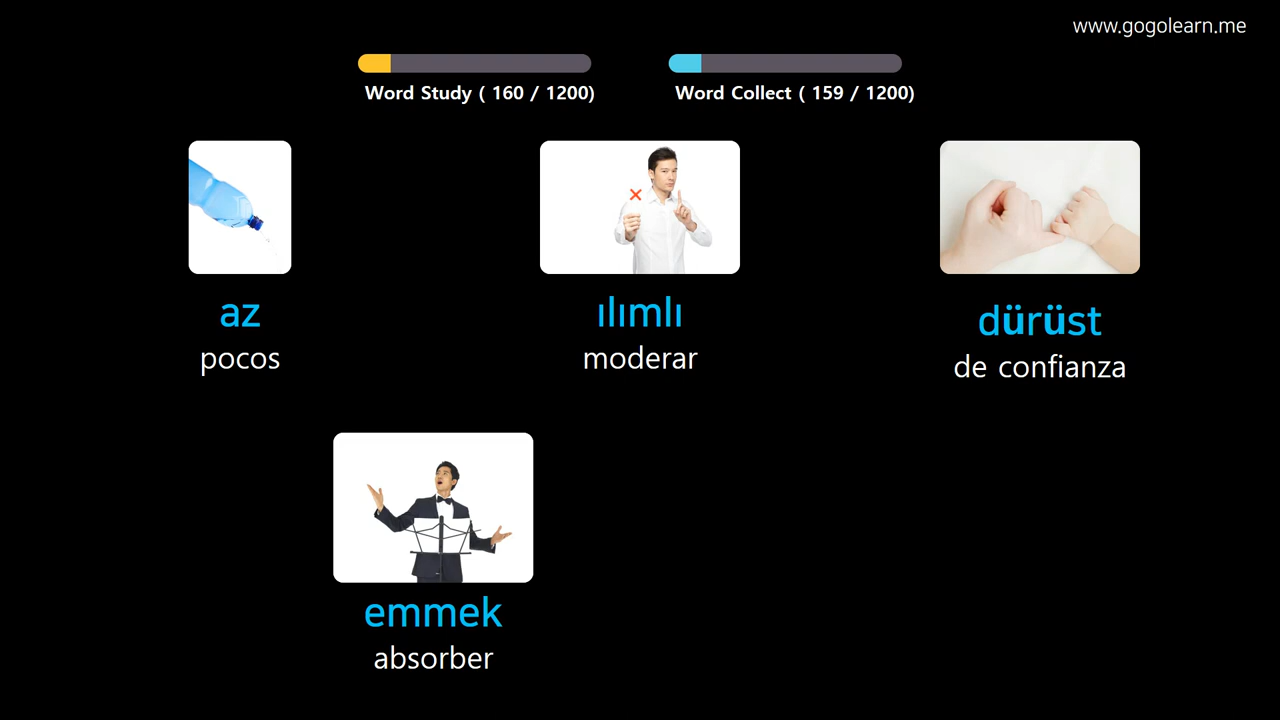 www.gogolearn.me
Word Study ( 160 / 1200)
Word Collect ( 159 / 1200)
az
pocos
ılımlı
moderar
dürüst
de confianza
emmek
absorber